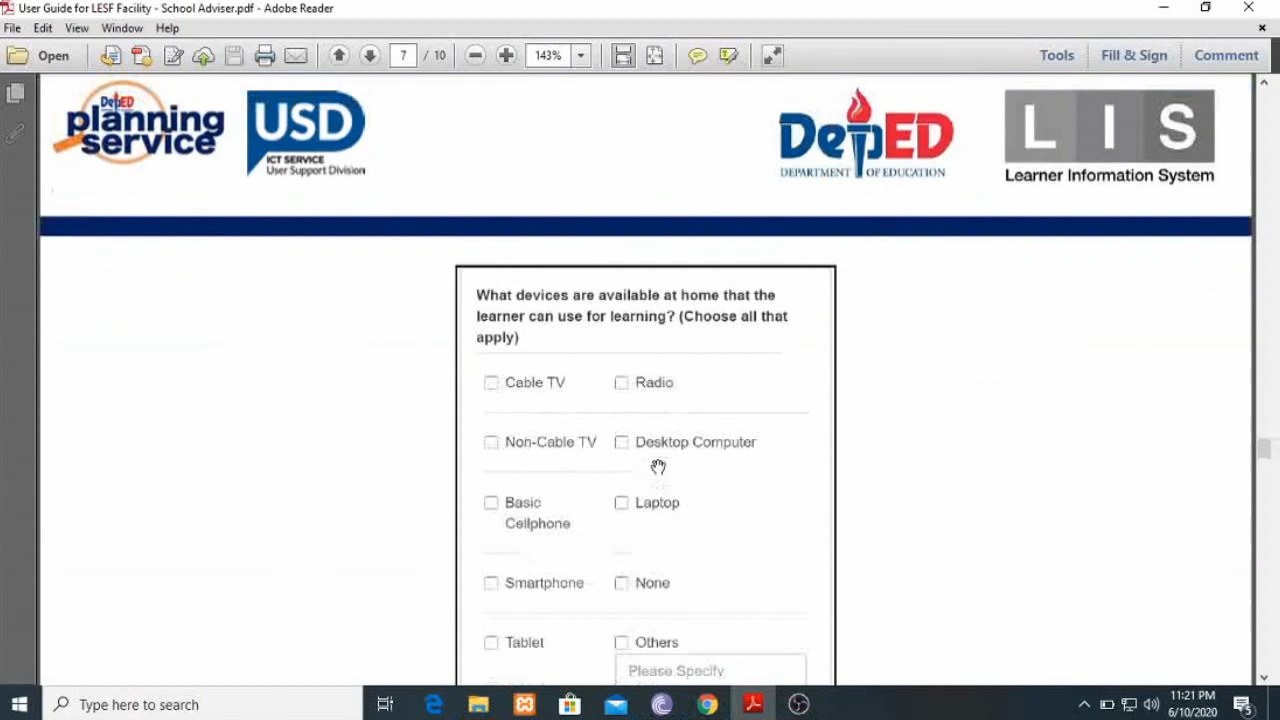 User Guide for LESF Facility - School Adviser.pdf - Adobe Reader
File Edit View Window Help
Open 7 / 10 143% Tools Fill & Sign Comment
DepED
planning
service
USD
ICT SERVICE
User Support Division
DepED
DEPARTMENT OF EDUCATION
LIS
Learner Information System
What devices are available at home that the
learner can use for learning? (Choose all that
apply)
Cable TV Radio
Non-Cable TV Desktop Computer
Basic Cellphone Laptop
Smartphone None
Tablet Others
Please Specify
Type here to search
11:21 PM
6/10/2020
5